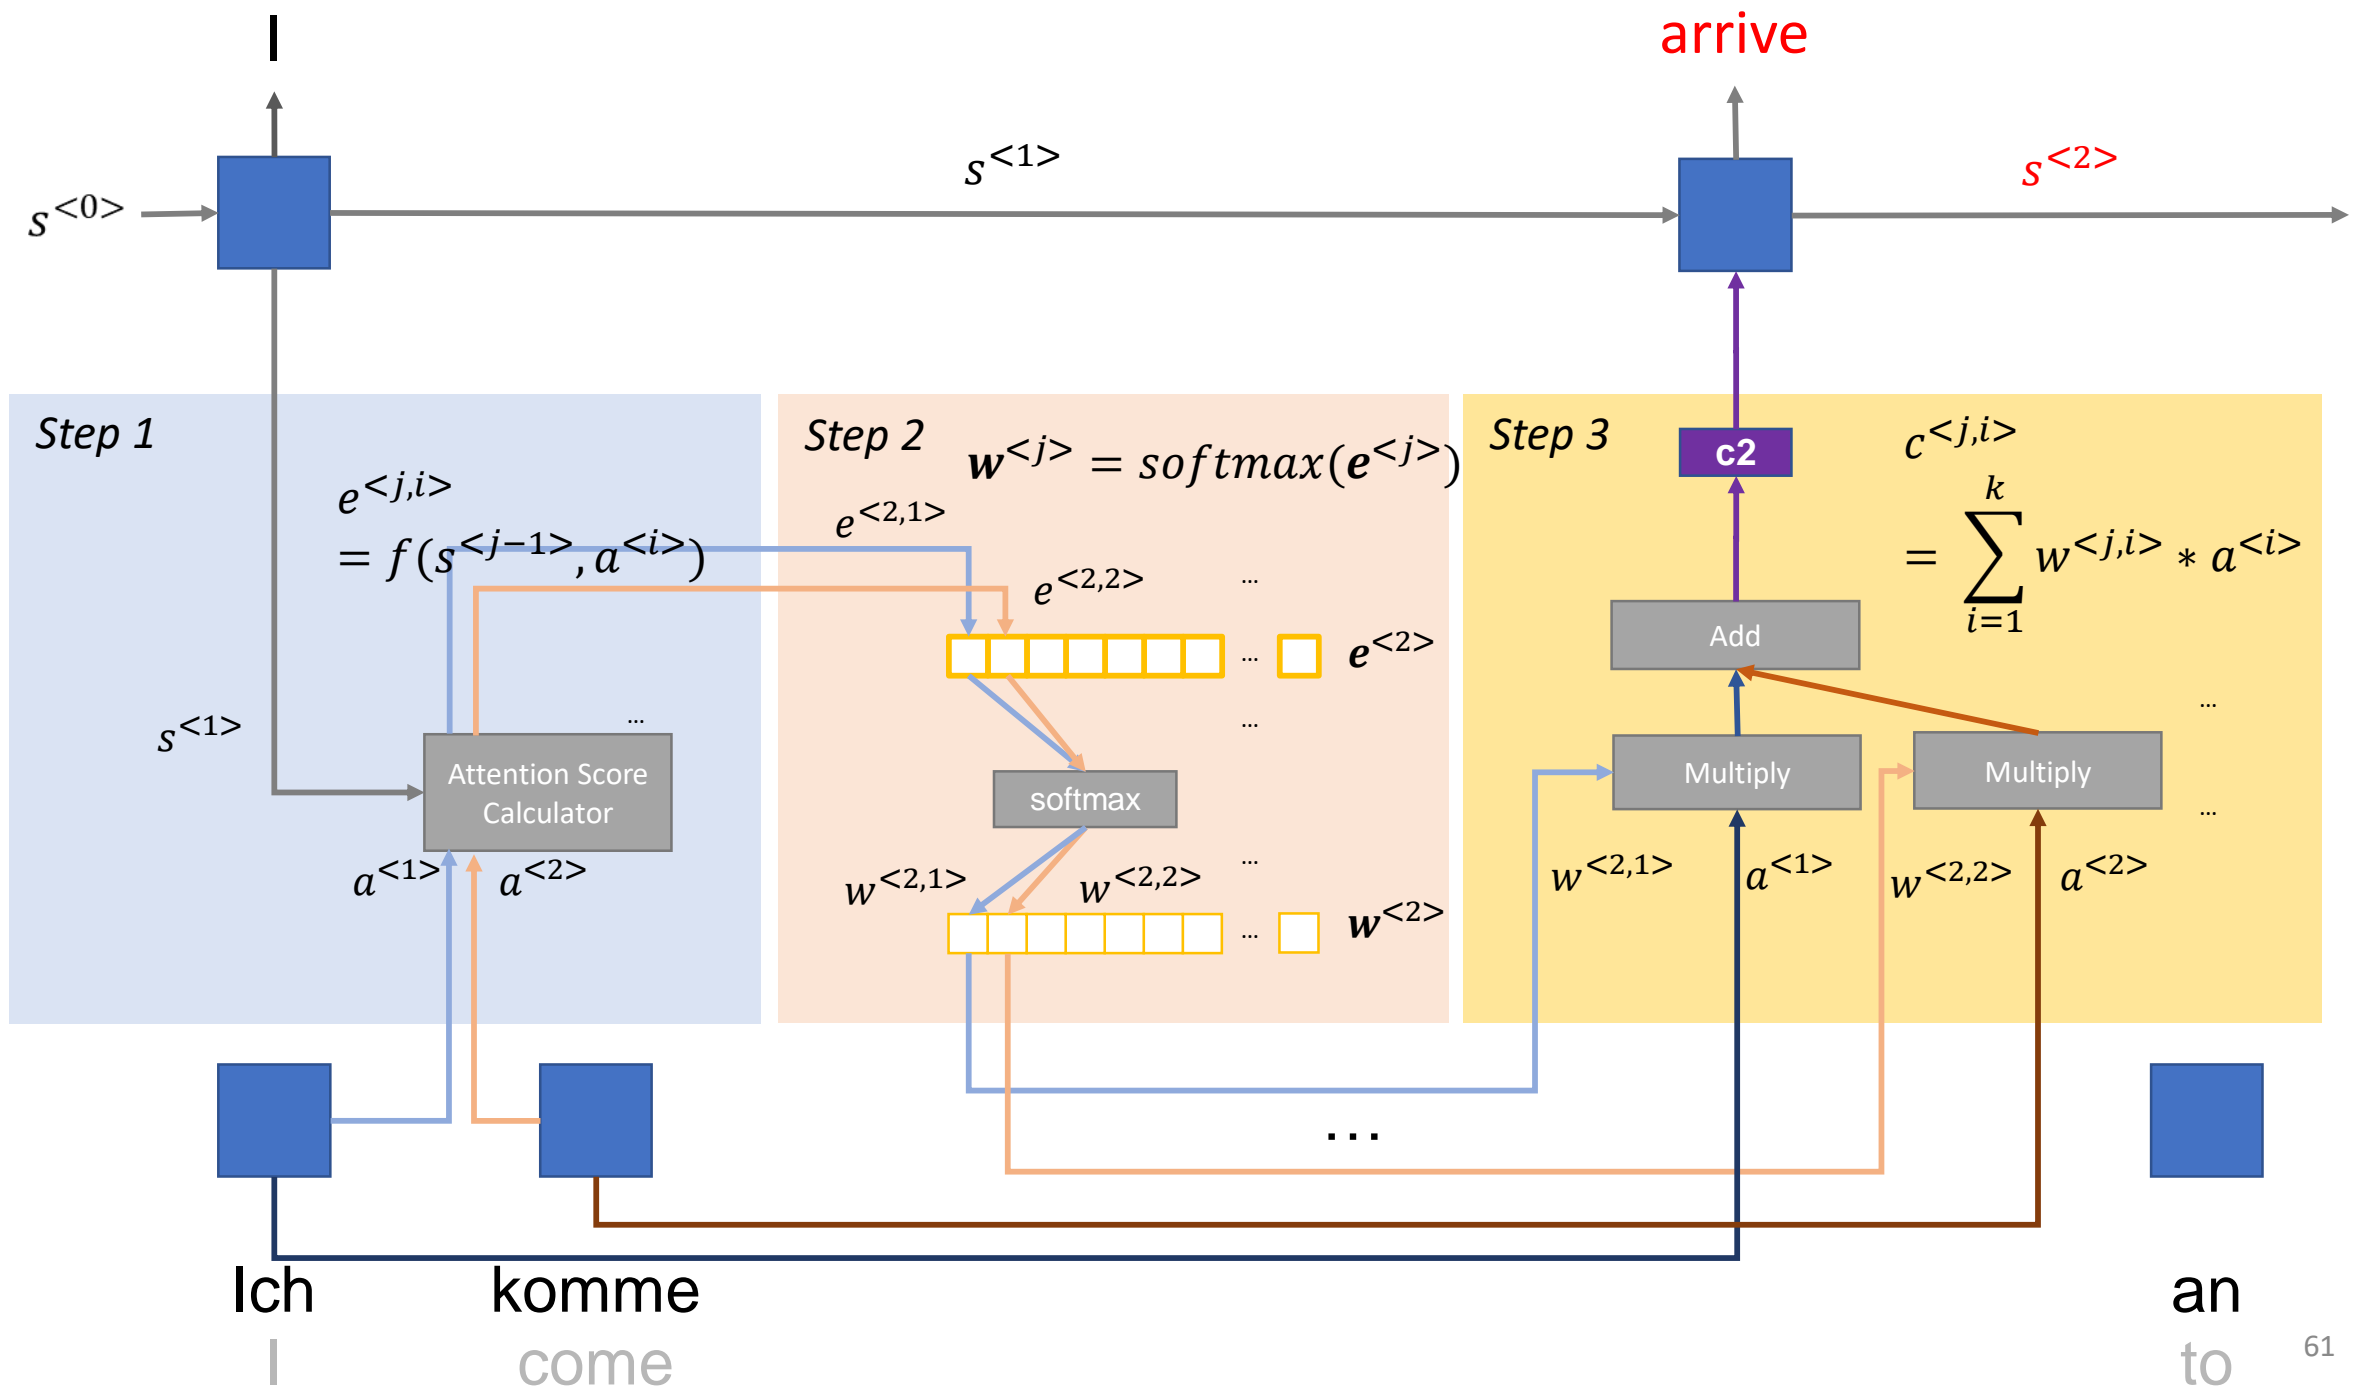 I
arrive
s^{<0>}
s^{<1>}
s^{<2>}
Step 1
e^{<j,i>}
= f(s^{<j-1>}, a^{<i>})
s^{<1>}
...
Attention Score
Calculator
a^{<1>}
a^{<2>}
Step 2
w^{<j>} = softmax(e^{<j>})
e^{<2,1>}
e^{<2,2>}
...
...
e^{<2>}
...
softmax
...
w^{<2,1>}
w^{<2,2>}
...
w^{<2>}
Step 3
c2
c^{<j,i>}
= \sum_{i=1}^{k} w^{<j,i>} * a^{<i>}
Add
...
Multiply
Multiply
...
w^{<2,1>}
a^{<1>}
w^{<2,2>}
a^{<2>}
...
Ich
komme
an
I
come
to
61